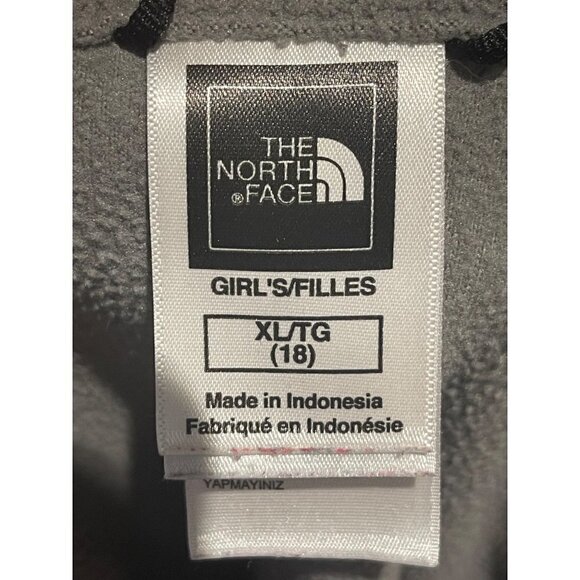 THE
NORTH
®FACE
GIRL'S/FILLES
XL/TG
(18)
Made in Indonesia
Fabriqué en Indonésie
YAPMAYINIZ